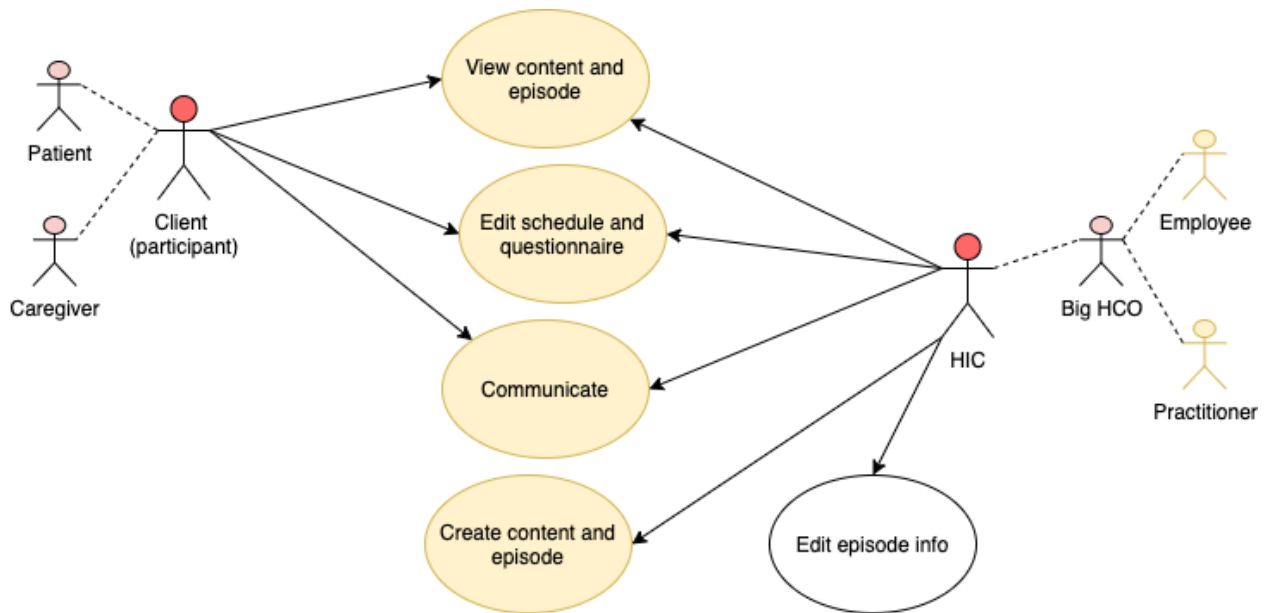 View content and
episode
Patient
Client
(participant)
Caregiver
Edit schedule and
questionnaire
Employee
Big HCO
HIC
Communicate
Practitioner
Create content and
episode
Edit episode info